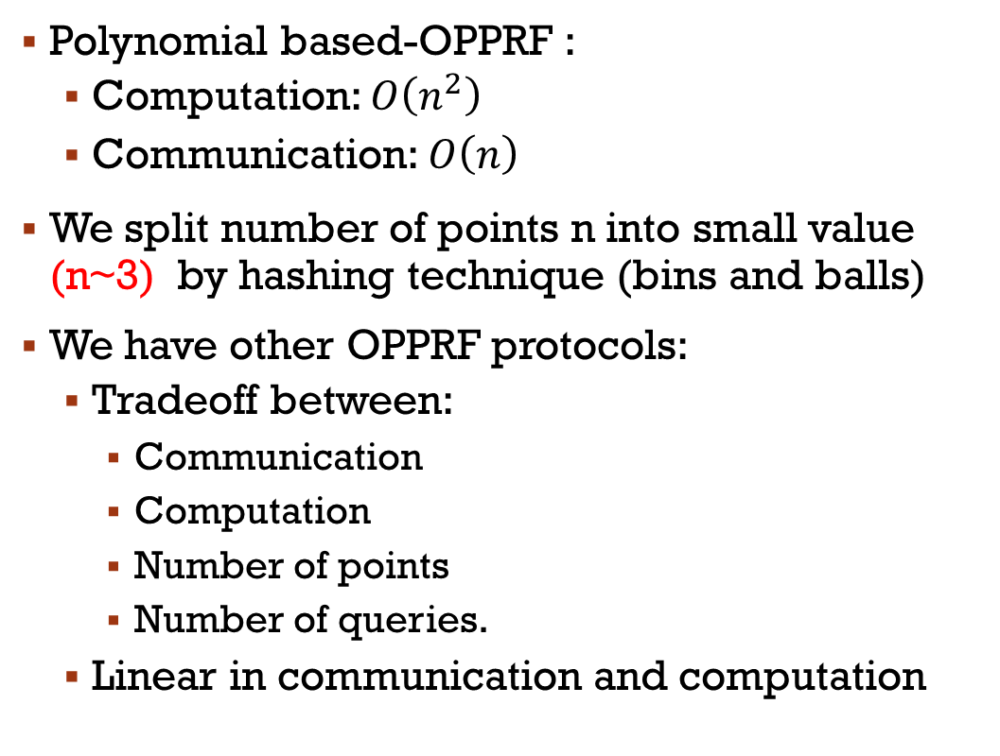 ▪ Polynomial based-OPPRF :
▪ Computation: 𝑂(𝑛²)
▪ Communication: 𝑂(𝑛)
▪ We split number of points n into small value
(n~3) by hashing technique (bins and balls)
▪ We have other OPPRF protocols:
▪ Tradeoff between:
▪ Communication
▪ Computation
▪ Number of points
▪ Number of queries.
▪ Linear in communication and computation